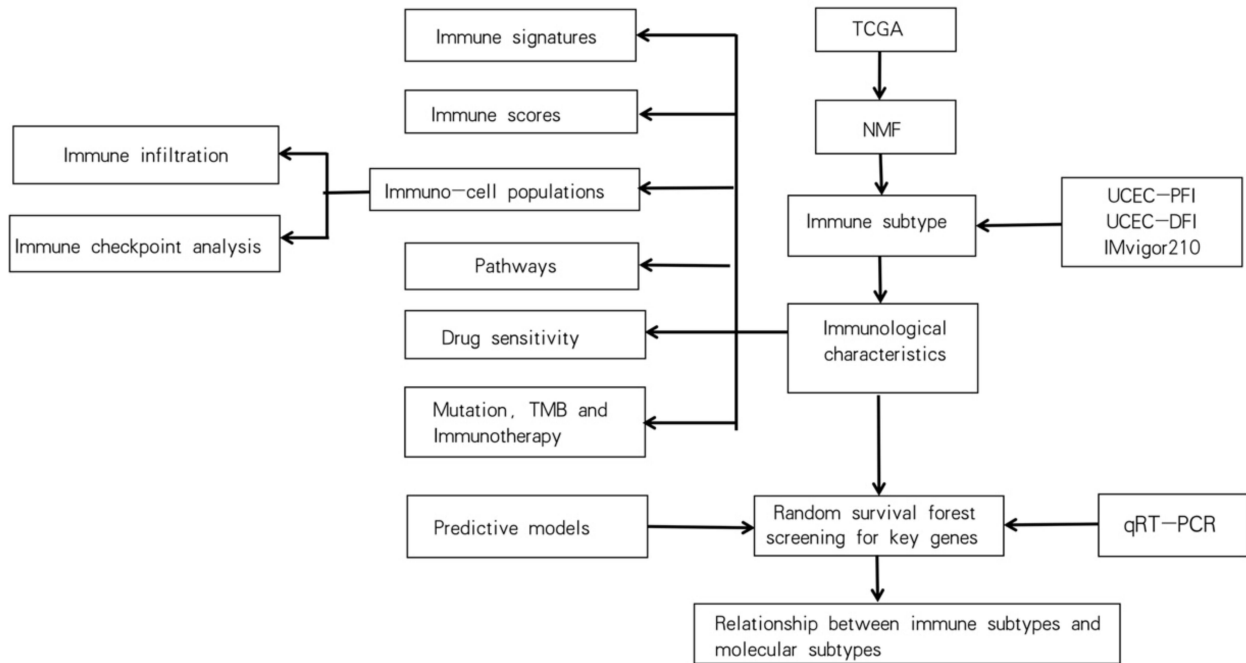 Immune signatures
TCGA
Immune scores
NMF
Immune infiltration
Immuno-cell populations
UCEC-PFI
UCEC-DFI
IMvigor210
Immune subtype
Immune checkpoint analysis
Pathways
Drug sensitivity
Immunological
characteristics
Mutation, TMB and
Immunotherapy
Predictive models
Random survival forest
screening for key genes
qRT-PCR
Relationship between immune subtypes and
molecular subtypes